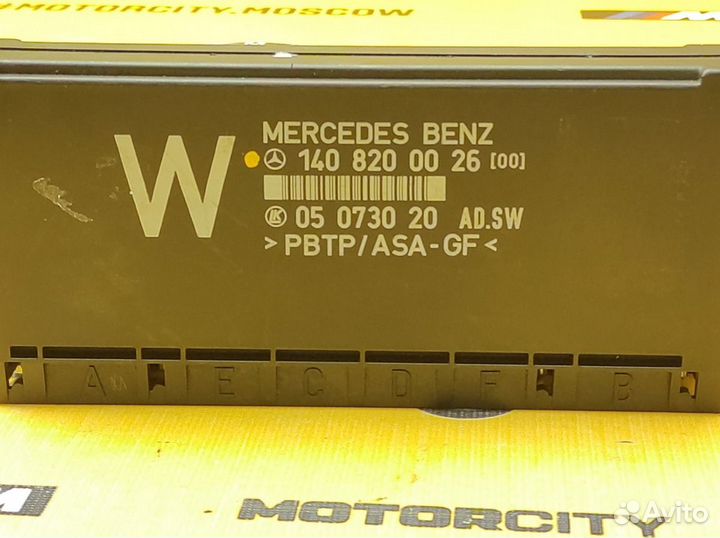 MOTORCITY.MOSCOW
W
MERCEDES BENZ
140 820 00 26 [00]
LK 05 0730 20 AD.SW
>PBTP/ASA-GF<
A E C D F B
MOTORCITY
Avito